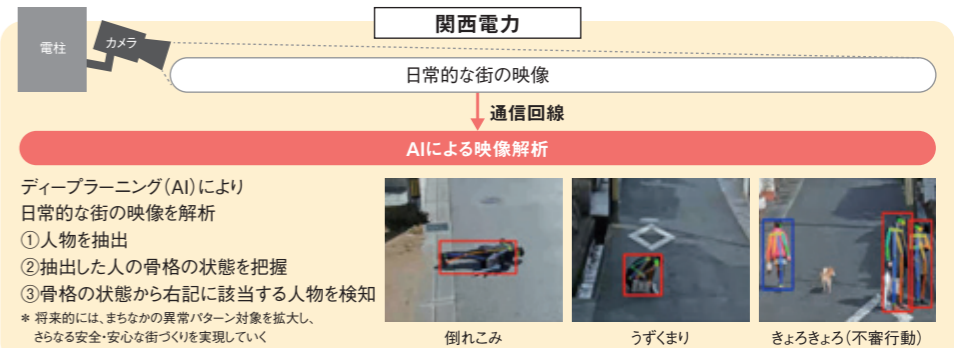 関西電力
電柱
カメラ
日常的な街の映像
通信回線
AIによる映像解析
ディープラーニング(AI)により
日常的な街の映像を解析
①人物を抽出
②抽出した人の骨格の状態を把握
③骨格の状態から右記に該当する人物を検知
* 将来的には、まちなかの異常パターン対象を拡大し、
さらなる安全・安心な街づくりを実現していく
倒れこみ
うずくまり
きょろきょろ(不審行動)